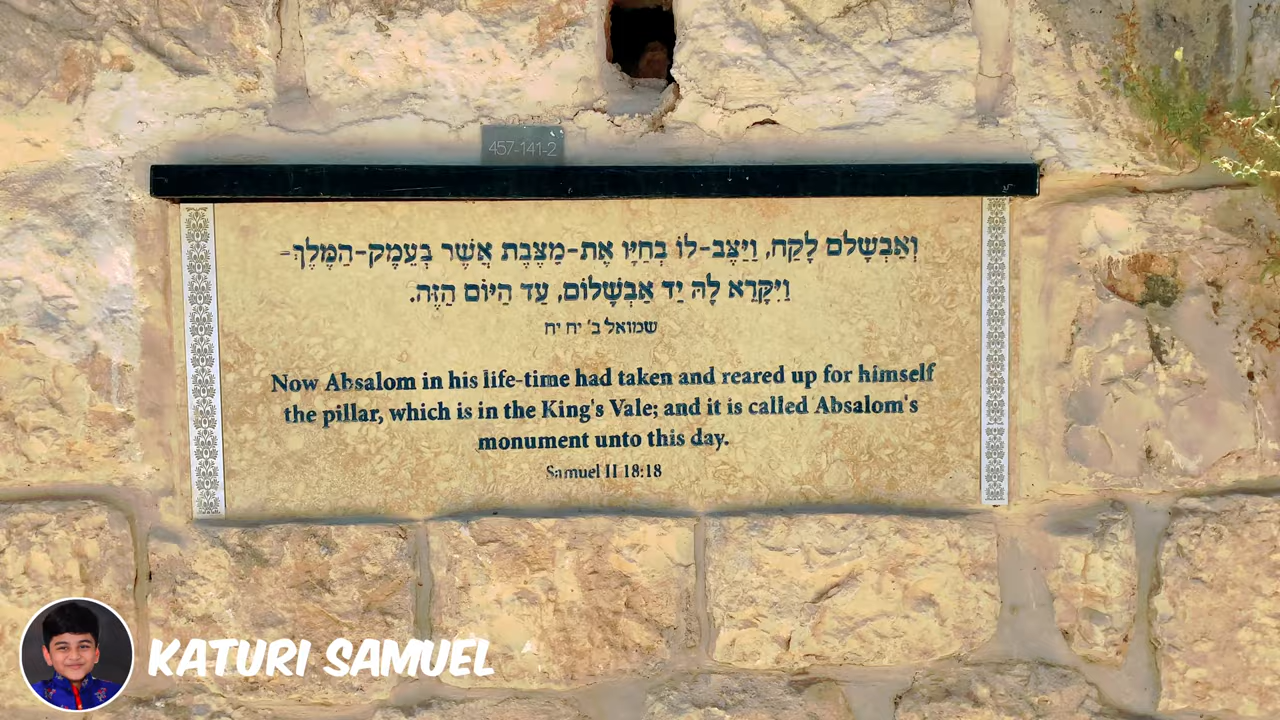 457-141-2
וְאַבְשָׁלֹם לָקַח, וַיַּצֶּב-לוֹ בְחַיָּיו אֶת-מַצֶּבֶת אֲשֶׁר בְּעֵמֶק-הַמֶּלֶךְ-
וַיִּקָּרֵא לָהּ יַד אַבְשָׁלוֹם, עַד הַיּוֹם הַזֶּה.
שמואל ב' יח יח
Now Absalom in his life-time had taken and reared up for himself
the pillar, which is in the King's Vale; and it is called Absalom's
monument unto this day.
Samuel II 18:18
KATURI SAMUEL